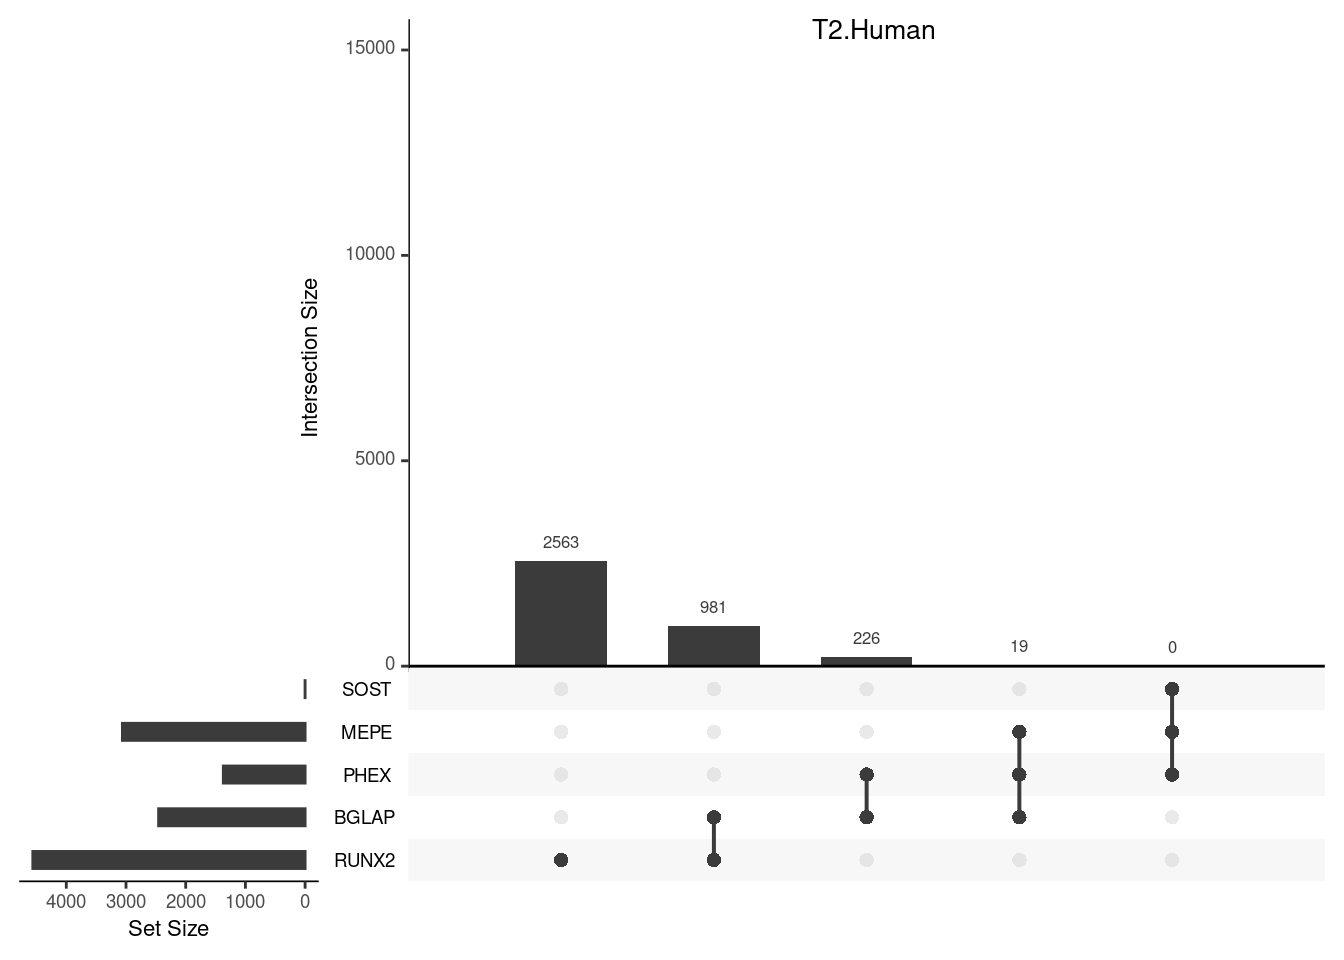 T2.Human
15000
10000
5000
0
Intersection Size
2563
981
226
19
0
SOST
MEPE
PHEX
BGLAP
RUNX2
4000 3000 2000 1000 0
Set Size